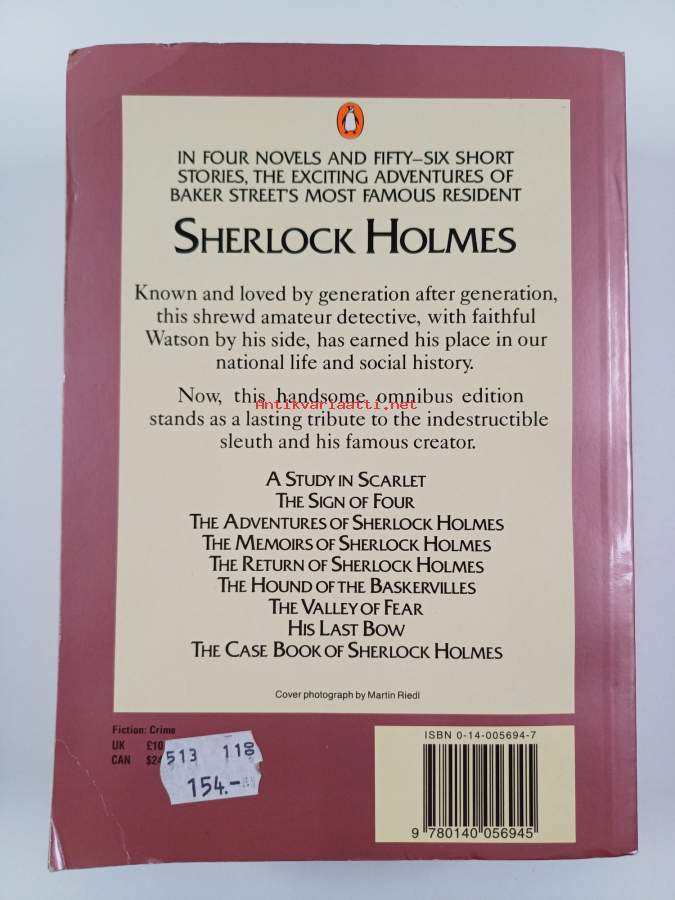 IN FOUR NOVELS AND FIFTY–SIX SHORT
STORIES, THE EXCITING ADVENTURES OF
BAKER STREET'S MOST FAMOUS RESIDENT
SHERLOCK HOLMES
Known and loved by generation after generation,
this shrewd amateur detective, with faithful
Watson by his side, has earned his place in our
national life and social history.
Now, this handsome omnibus edition
Antikvariaatti.net
stands as a lasting tribute to the indestructible
sleuth and his famous creator.
A STUDY IN SCARLET
THE SIGN OF FOUR
THE ADVENTURES OF SHERLOCK HOLMES
THE MEMOIRS OF SHERLOCK HOLMES
THE RETURN OF SHERLOCK HOLMES
THE HOUND OF THE BASKERVILLES
THE VALLEY OF FEAR
HIS LAST BOW
THE CASE BOOK OF SHERLOCK HOLMES
Cover photograph by Martin Riedl
Fiction: Crime
UK £10
CAN $24
513 118
154.-
ISBN 0-14-005694-7
9 780140 056945